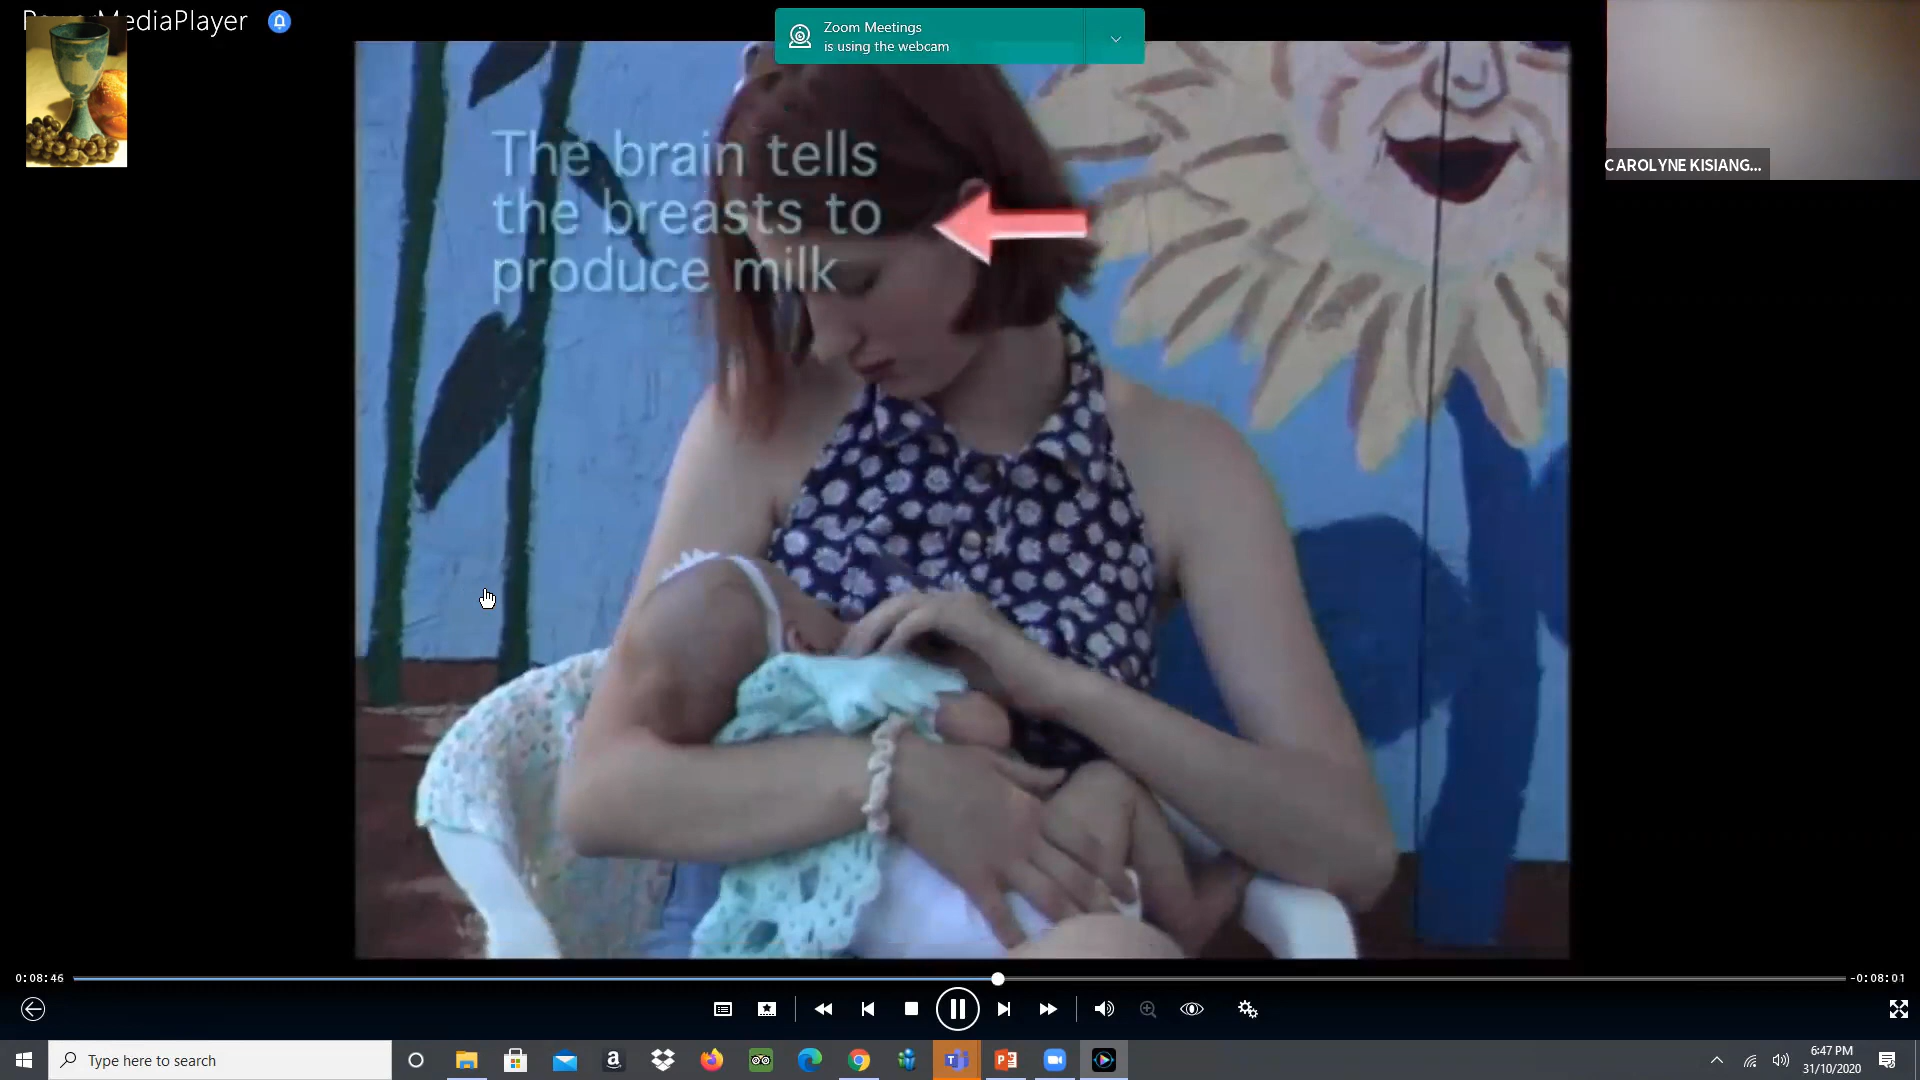 MediaPlayer
Zoom Meetings
is using the webcam
CAROLYNE KISIANG...
The brain tells
the breasts to
produce milk
0:08:46
-0:08:01
Type here to search
6:47 PM
31/10/2020